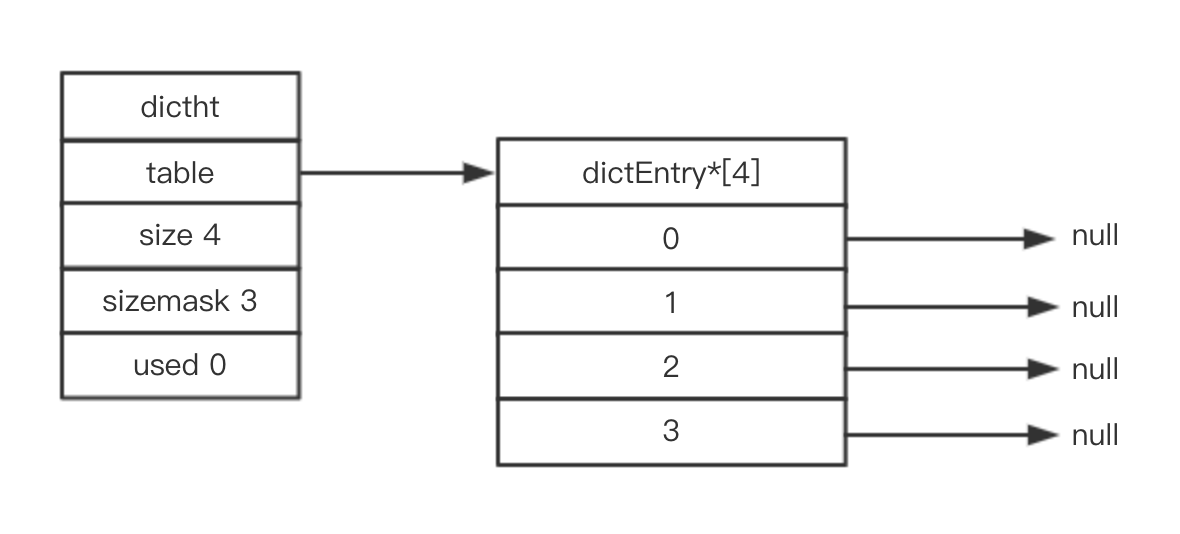 dictht
table
size 4
sizemask 3
used 0
dictEntry*[4]
0
null
1
null
2
null
3
null